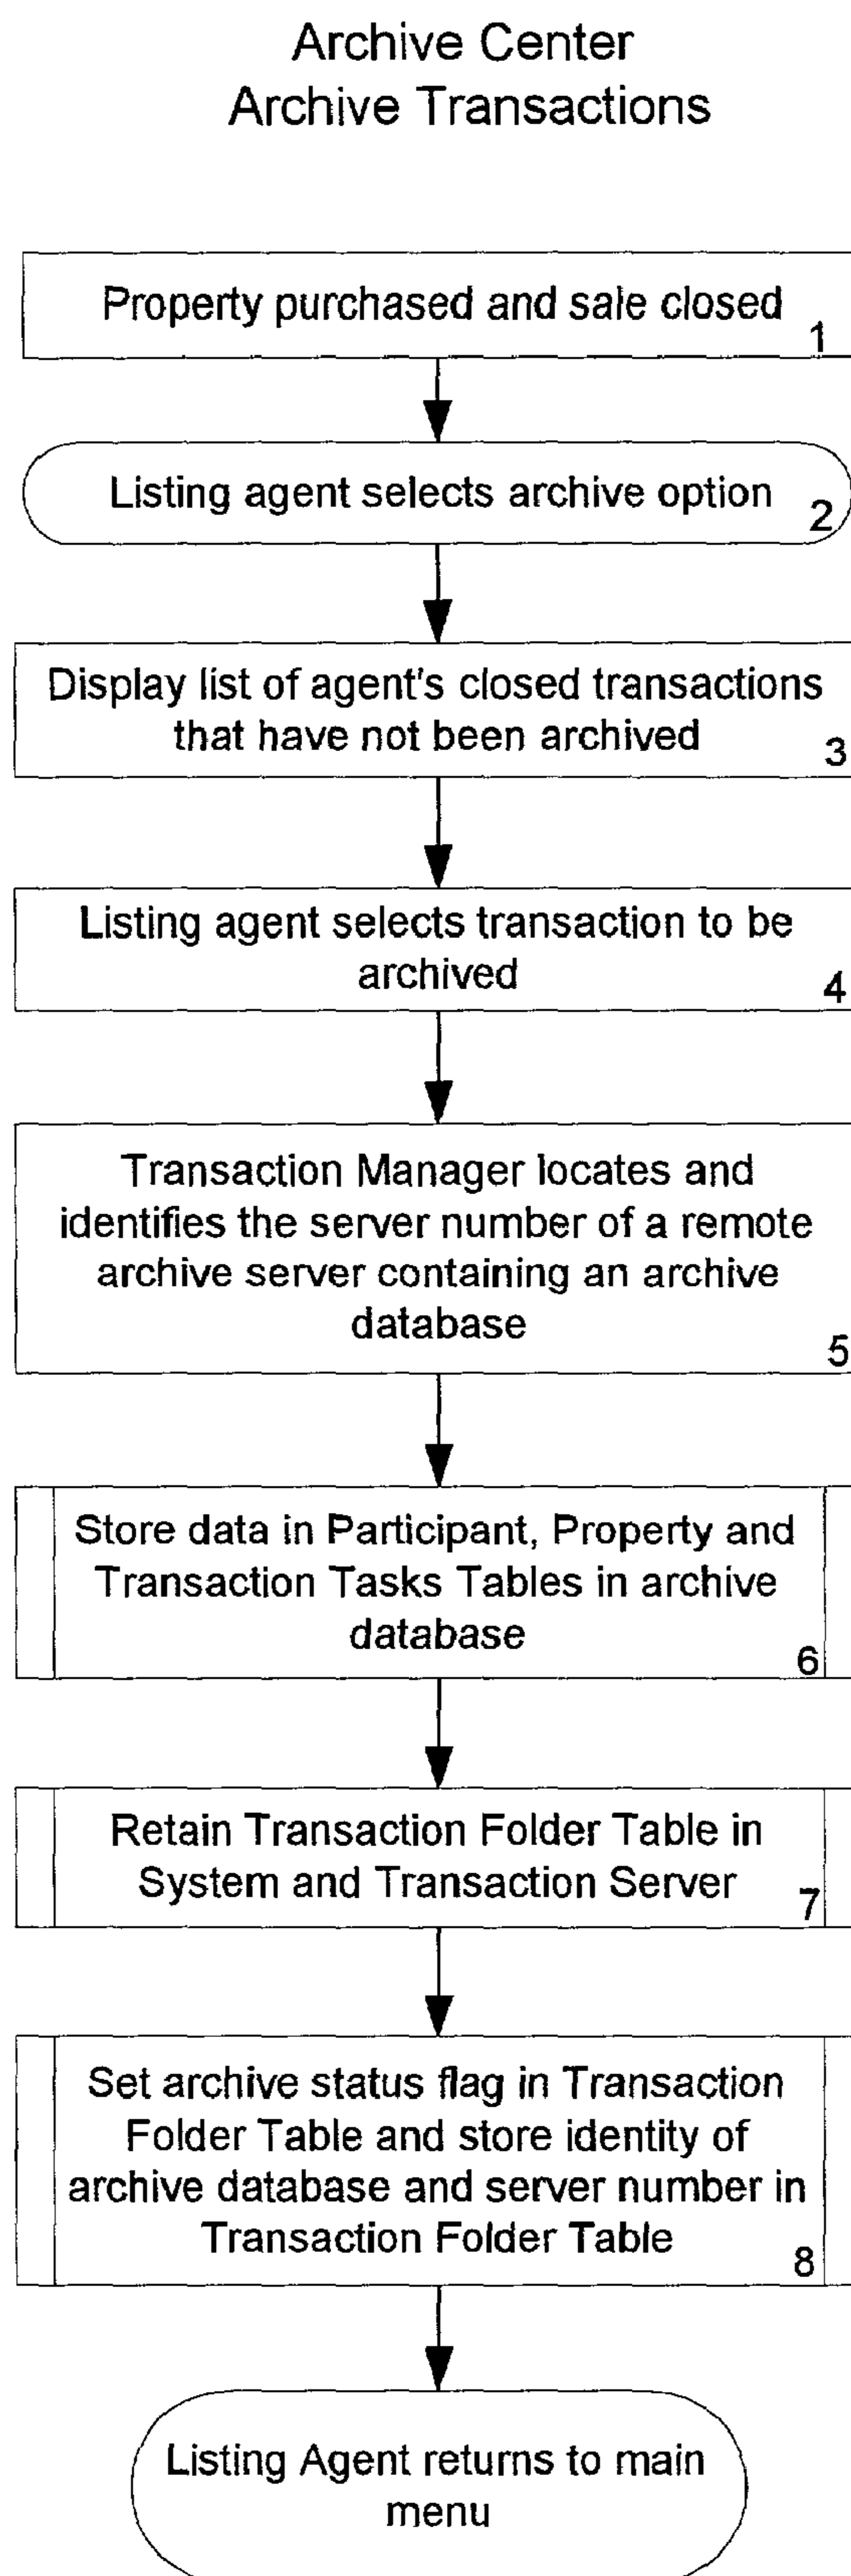 Archive Center
Archive Transactions
Property purchased and sale closed
1
Listing agent selects archive option
2
Display list of agent's closed transactions
that have not been archived
3
Listing agent selects transaction to be
archived
4
Transaction Manager locates and
identifies the server number of a remote
archive server containing an archive
database
5
Store data in Participant, Property and
Transaction Tasks Tables in archive
database
6
Retain Transaction Folder Table in
System and Transaction Server
7
Set archive status flag in Transaction
Folder Table and store identity of
archive database and server number in
Transaction Folder Table
8
Listing Agent returns to main
menu